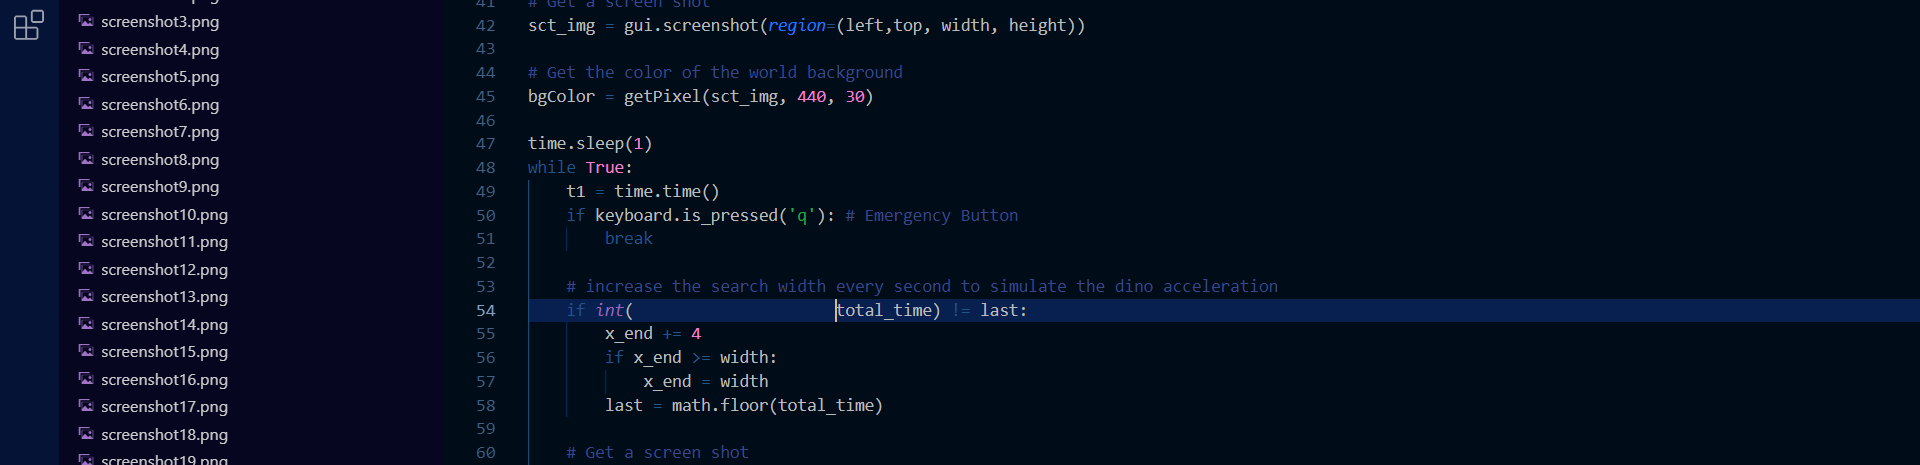 screenshot3.png
screenshot4.png
screenshot5.png
screenshot6.png
screenshot7.png
screenshot8.png
screenshot9.png
screenshot10.png
screenshot11.png
screenshot12.png
screenshot13.png
screenshot14.png
screenshot15.png
screenshot16.png
screenshot17.png
screenshot18.png
screenshot19.png
41 # Get a screen shot
42 sct_img = gui.screenshot(region=(left,top, width, height))
43
44 # Get the color of the world background
45 bgColor = getPixel(sct_img, 440, 30)
46
47 time.sleep(1)
48 while True:
49     t1 = time.time()
50     if keyboard.is_pressed('q'): # Emergency Button
51         break
52
53     # increase the search width every second to simulate the dino acceleration
54     if int(                     total_time) != last:
55         x_end += 4
56         if x_end >= width:
57             x_end = width
58         last = math.floor(total_time)
59
60     # Get a screen shot